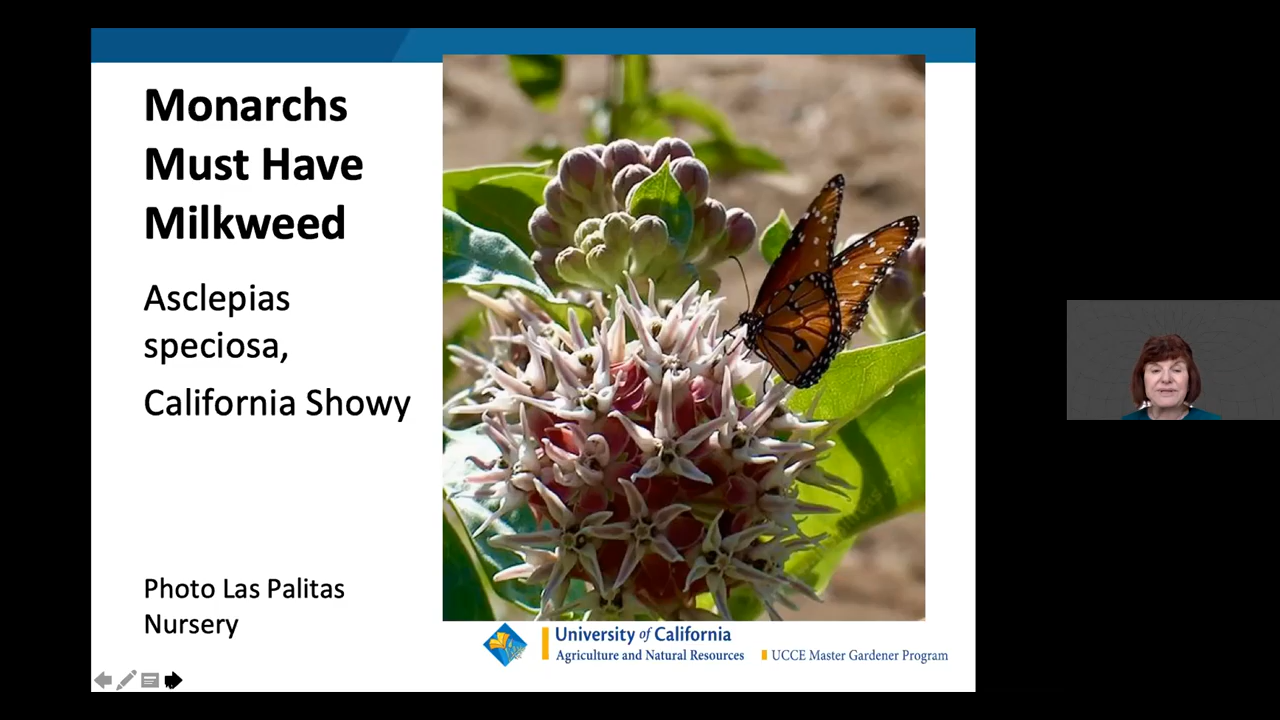 Monarchs
Must Have
Milkweed
Asclepias
speciosa,
California Showy
Photo Las Palitas
Nursery
University of California
Agriculture and Natural Resources
UCCE Master Gardener Program